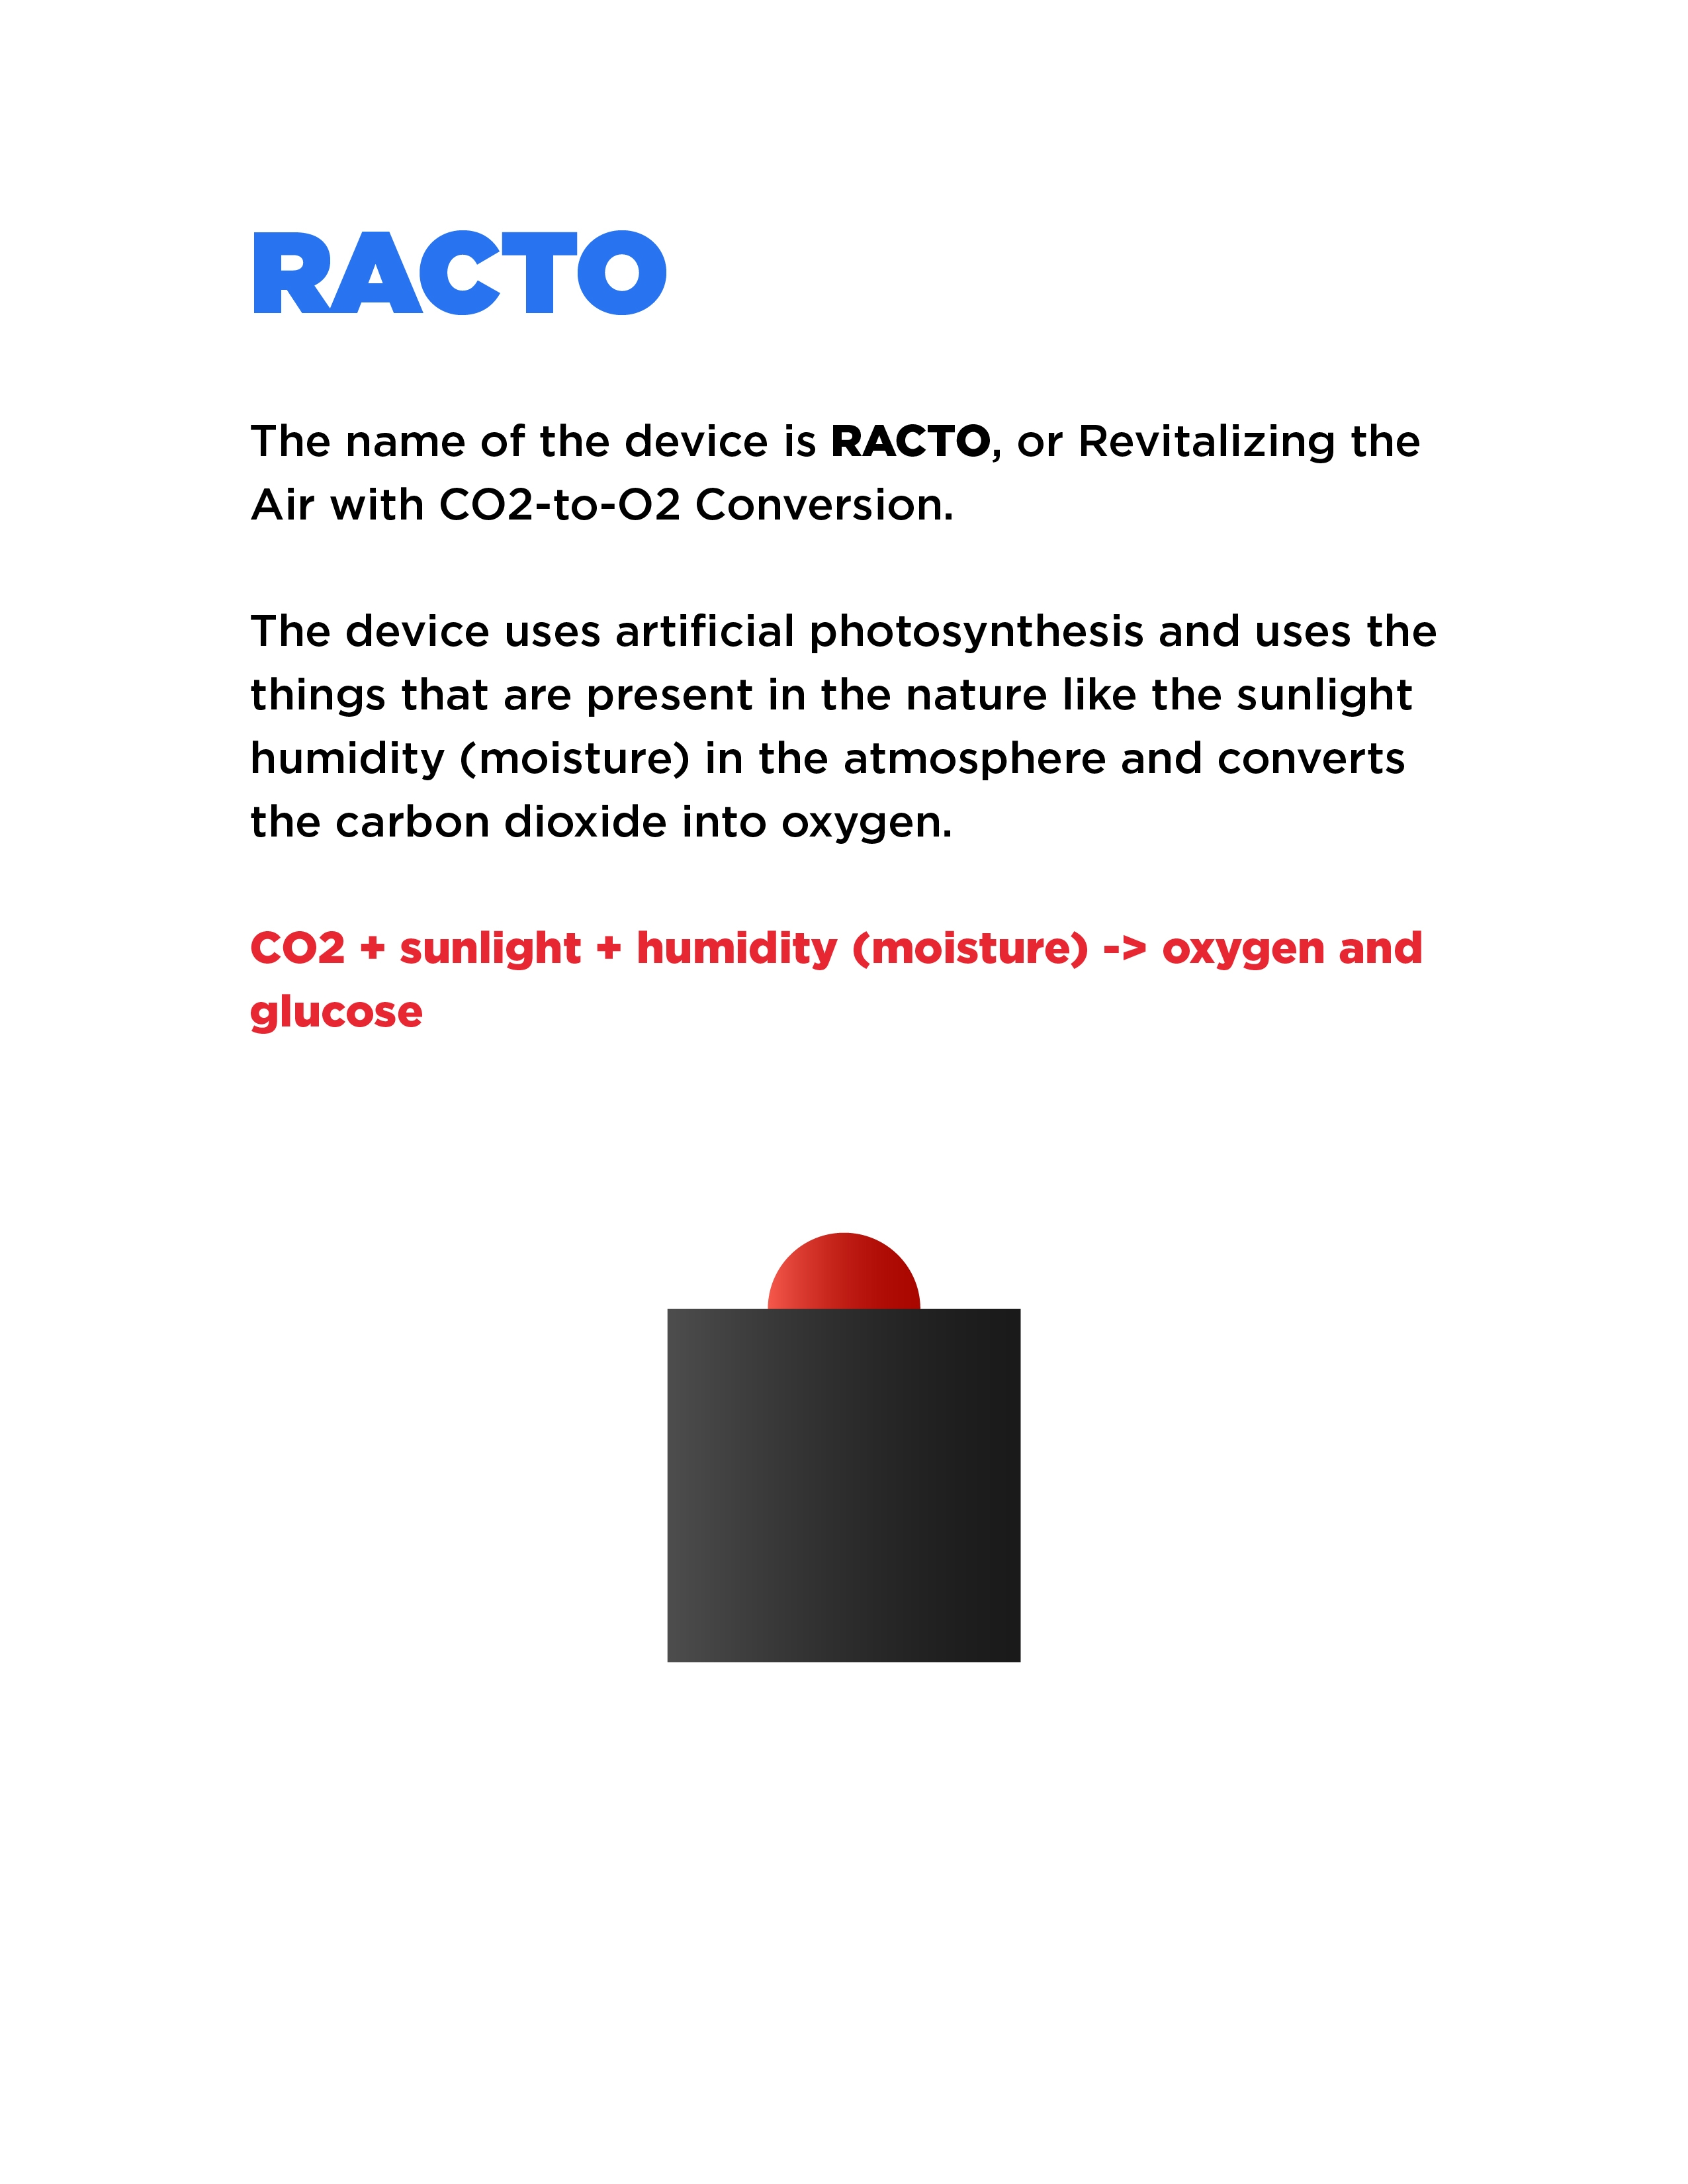 RACTO
The name of the device is RACTO, or Revitalizing the
Air with CO2-to-O2 Conversion.
The device uses artificial photosynthesis and uses the
things that are present in the nature like the sunlight
humidity (moisture) in the atmosphere and converts
the carbon dioxide into oxygen.
CO2 + sunlight + humidity (moisture) -> oxygen and
glucose